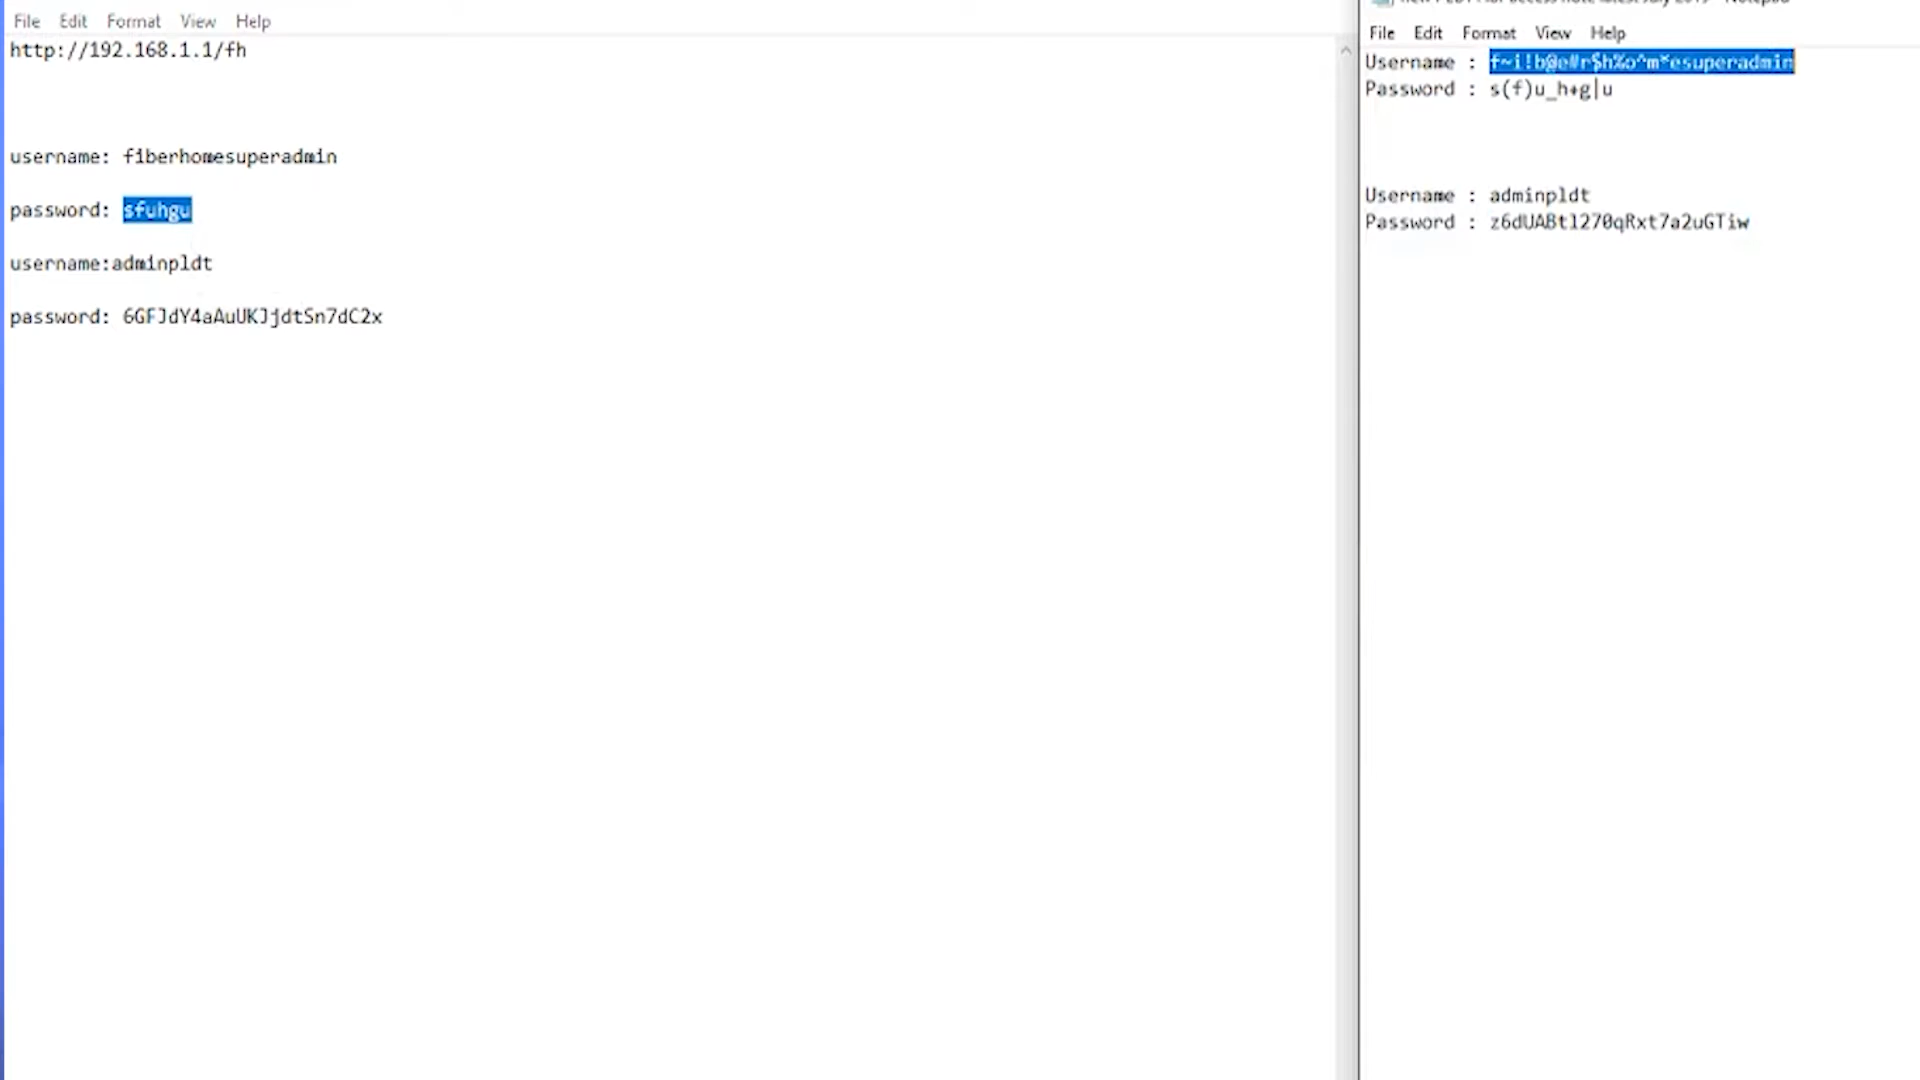 File Edit Format View Help
http://192.168.1.1/fh
username: f1berhomesuperadmin
password: sfuhgu
username:adminpldt
password: 6GFJdY4aAuUKJjdtSn7dC2x
File Edit Format View Help
Username : f~i!b@e#r$h%o^m*esuperadmin
Password : s(f)u_h+g|u
Username : adminpldt
Password : z6dUABtl270qRxt7a2uGTiw